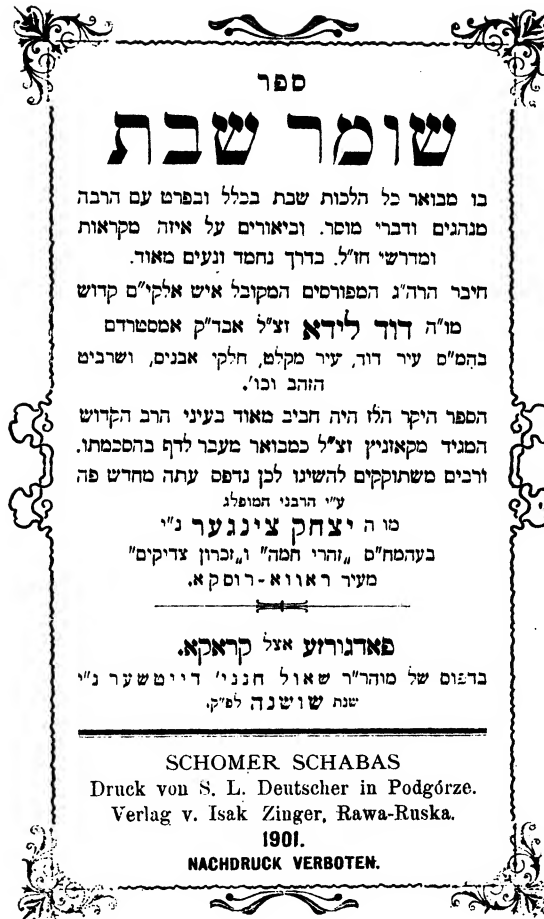 ספר
שומר שבת
בו מבואר כל הלכות שבת בכלל ובפרט עם הרבה
מנהגים ודברי מוסר. וביאורים על איזה מקראות
ומדרשי חז"ל. בדרך נחמד ונעים מאוד.
חיבר הרה"ג המפורסים המקובל איש אלקי"ם קדוש
מו"ה דוד לידא זצ"ל אבד"ק אמסטרדם
בהמ"ס עיר דוד, עיר מקלט, חלקי אבנים, ושרביט
הזהב וכו'.
הספר היקר הלז היה חביב מאוד בעיני הרב הקדוש
המגיד מקאזניץ זצ"ל כמבואר מעבר לדף בהסכמתו.
ורבים משתוקקים להשיגו לכן נדפס עתה מחדש פה
ע"י הרבני המופלג
מו ה יצחק צינגער נ"י
בעהמח"ס „זהרי חמה" ו„זכרון צדיקים"
מעיר ראווא-רוסקא.
פאדגורזע אצל קראקא.
בדפוס של מוהר"ר שאול חנני' דייטשער נ"י
שנת שושנה לפ"ק.
SCHOMER SCHABAS
Druck von S. L. Deutscher in Podgórze.
Verlag v. Isak Zinger, Rawa-Ruska.
1901.
NACHDRUCK VERBOTEN.